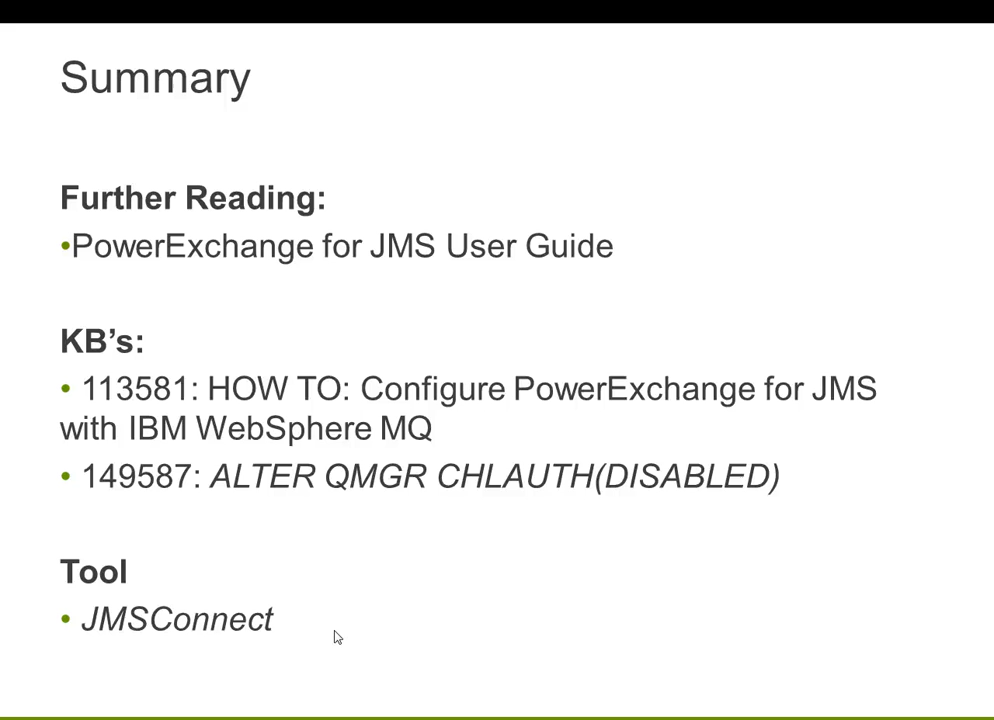 Summary
Further Reading:
•PowerExchange for JMS User Guide
KB’s:
• 113581: HOW TO: Configure PowerExchange for JMS
with IBM WebSphere MQ
• 149587: ALTER QMGR CHLAUTH(DISABLED)
Tool
• JMSConnect